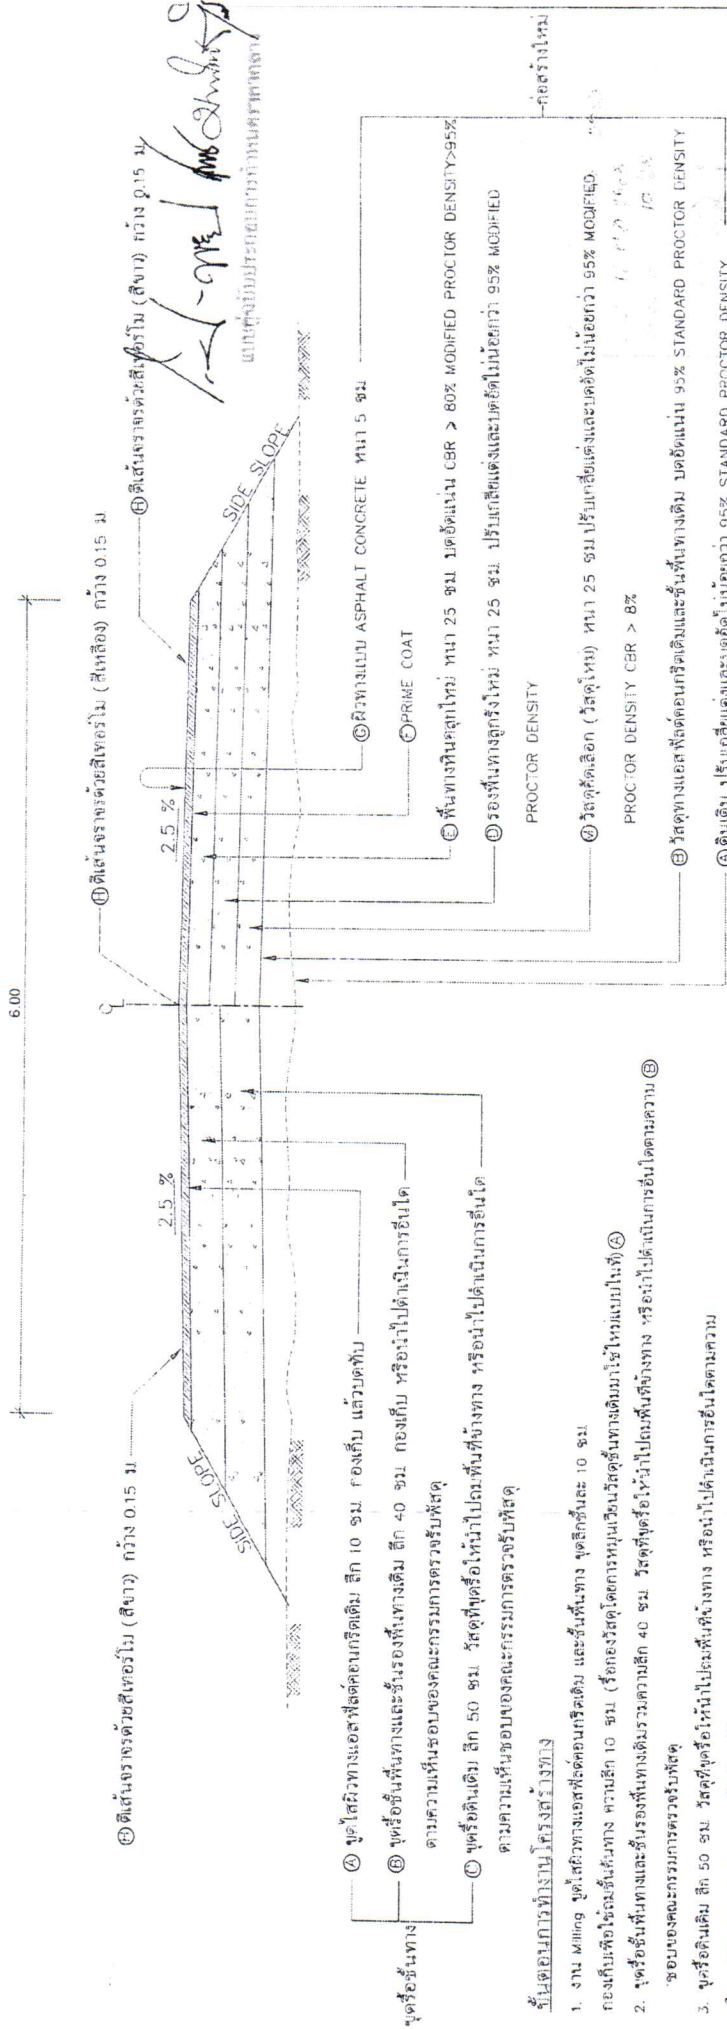 6.00
Ⓗ ตีเส้นจราจรด้วยสีเทอร์โม (สีขาว) กว้าง 0.15 ม.
Ⓗ ตีเส้นจราจรด้วยสีเทอร์โม (สีเหลือง) กว้าง 0.15 ม.
Ⓗ ตีเส้นจราจรด้วยสีเทอร์โม (สีขาว) กว้าง 0.15 ม.
2.5 %
2.5 %
SIDE SLOPE
SIDE SLOPE
ขุดรื้อชั้นทาง
Ⓐ ขุดไสผิวทางแอสฟัลต์คอนกรีตเดิม ลึก 10 ซม. กองเก็บ แล้วบดทับ
Ⓑ ขุดรื้อชั้นพื้นทางและชั้นรองพื้นทางเดิม ลึก 40 ซม. กองเก็บ หรือนำไปดำเนินการอื่นใด
ตามความเห็นชอบของคณะกรรมการตรวจรับพัสดุ
Ⓒ ขุดรื้อดินเดิม ลึก 50 ซม. วัสดุที่ขุดรื้อให้นำไปถมพื้นที่ข้างทาง หรือนำไปดำเนินการอื่นใด
ตามความเห็นชอบของคณะกรรมการตรวจรับพัสดุ
Ⓖ ผิวทางแบบ ASPHALT CONCRETE หนา 5 ซม.
Ⓕ PRIME COAT
Ⓔ พื้นทางหินคลุกใหม่ หนา 25 ซม. บดอัดแน่น CBR > 80% MODIFIED PROCTOR DENSITY>95%
Ⓓ รองพื้นทางลูกรังใหม่ หนา 25 ซม. ปรับเกลี่ยแต่งและบดอัดไม่น้อยกว่า 95% MODIFIED
PROCTOR DENSITY
Ⓜ วัสดุคัดเลือก (วัสดุใหม่) หนา 25 ซม.ปรับเกลี่ยแต่งและบดอัดไม่น้อยกว่า 95% MODIFIED
PROCTOR DENSITY CBR > 8%
Ⓑ วัสดุทางแอสฟัลต์คอนกรีตเดิมและชั้นพื้นทางเดิม บดอัดแน่น 95% STANDARD PROCTOR DENSITY
Ⓐ ดินเดิม ปรับเกลี่ยแต่งและบดอัดไม่น้อยกว่า 95% STANDARD PROCTOR DENSITY
ก่อสร้างใหม่
ขั้นตอนการทำงานโครงสร้างทาง
1. งาน Milling ขุดไสผิวทางแอสฟัลต์คอนกรีตเดิม และชั้นพื้นทาง ขุดลึกชั้นละ 10 ซม.
กองเก็บเพื่อใช้ถมชั้นคันทาง ความลึก 10 ซม. (รื้อกองวัสดุโดยการหมุนเวียนวัสดุชั้นทางเดิมมาใช้ใหม่แบบในที่) Ⓐ
2. ขุดรื้อชั้นพื้นทางและชั้นรองพื้นทางเดิมรวมความลึก 40 ซม. วัสดุที่ขุดรื้อให้นำไปถมพื้นที่ข้างทาง หรือนำไปดำเนินการอื่นใดตามความ Ⓑ
ชอบของคณะกรรมการตรวจรับพัสดุ
3. ขุดรื้อดินเดิม ลึก 50 ซม. วัสดุที่ขุดรื้อให้นำไปถมพื้นที่ข้างทาง หรือนำไปดำเนินการอื่นใดตามความ